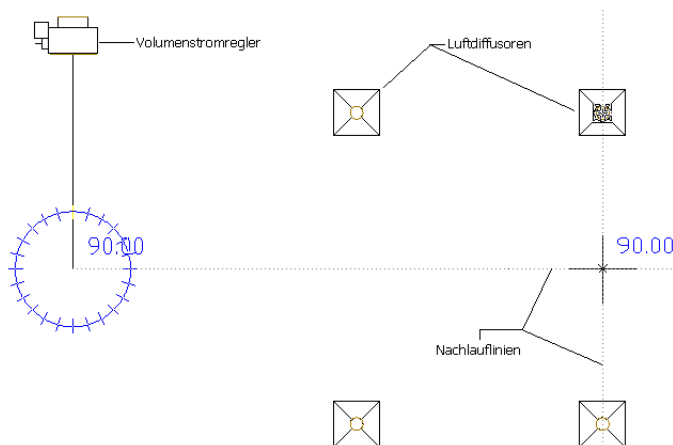 Volumenstromregler
Luftdiffusoren
90.00
90.00
Nachlauflinien